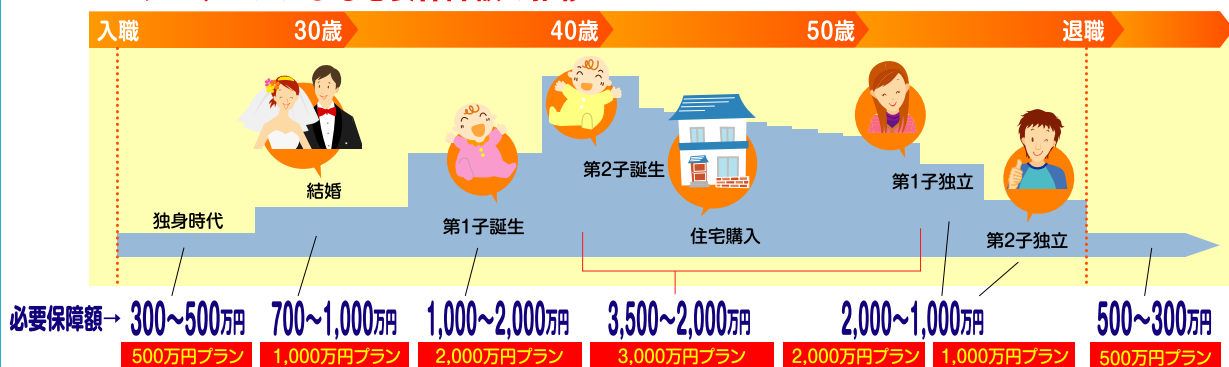 入職 30歳 40歳 50歳 退職
独身時代
結婚
第1子誕生
第2子誕生
住宅購入
第1子独立
第2子独立
必要保障額→ 300～500万円 700～1,000万円 1,000～2,000万円 3,500～2,000万円 2,000～1,000万円 500～300万円
500万円プラン 1,000万円プラン 2,000万円プラン 3,000万円プラン 2,000万円プラン 1,000万円プラン 500万円プラン